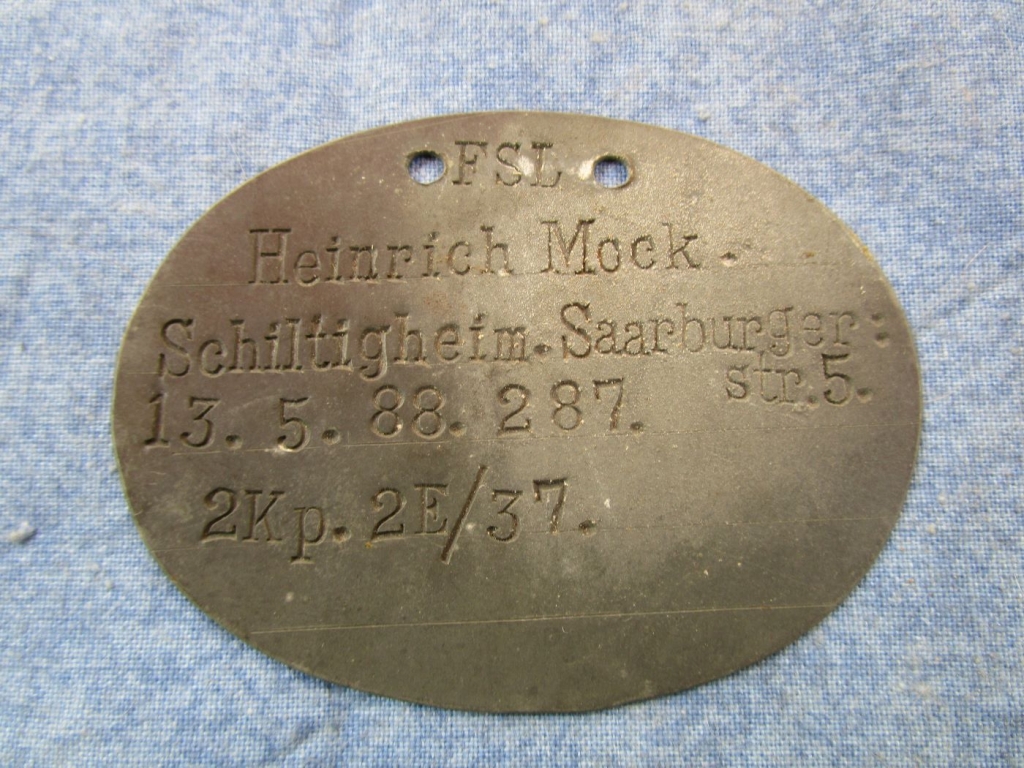 FSL
Heinrich Mock.
Schiltigheim. Saarburger:
str. 5.
13. 5. 88. 287.
2Kp. 2E/37.